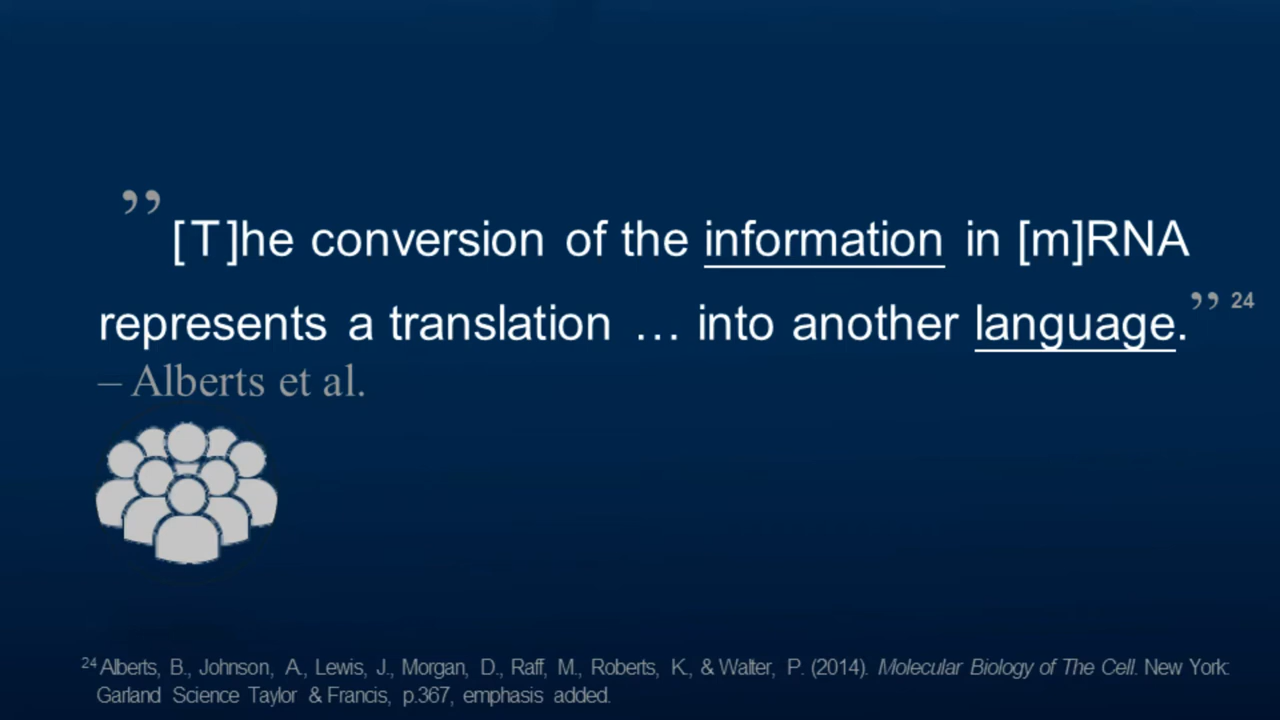 ”[T]he conversion of the information in [m]RNA
represents a translation … into another language.” 24
– Alberts et al.
24 Alberts, B., Johnson, A., Lewis, J., Morgan, D., Raff, M., Roberts, K., & Walter, P. (2014). Molecular Biology of The Cell. New York:
Garland Science Taylor & Francis, p.367, emphasis added.